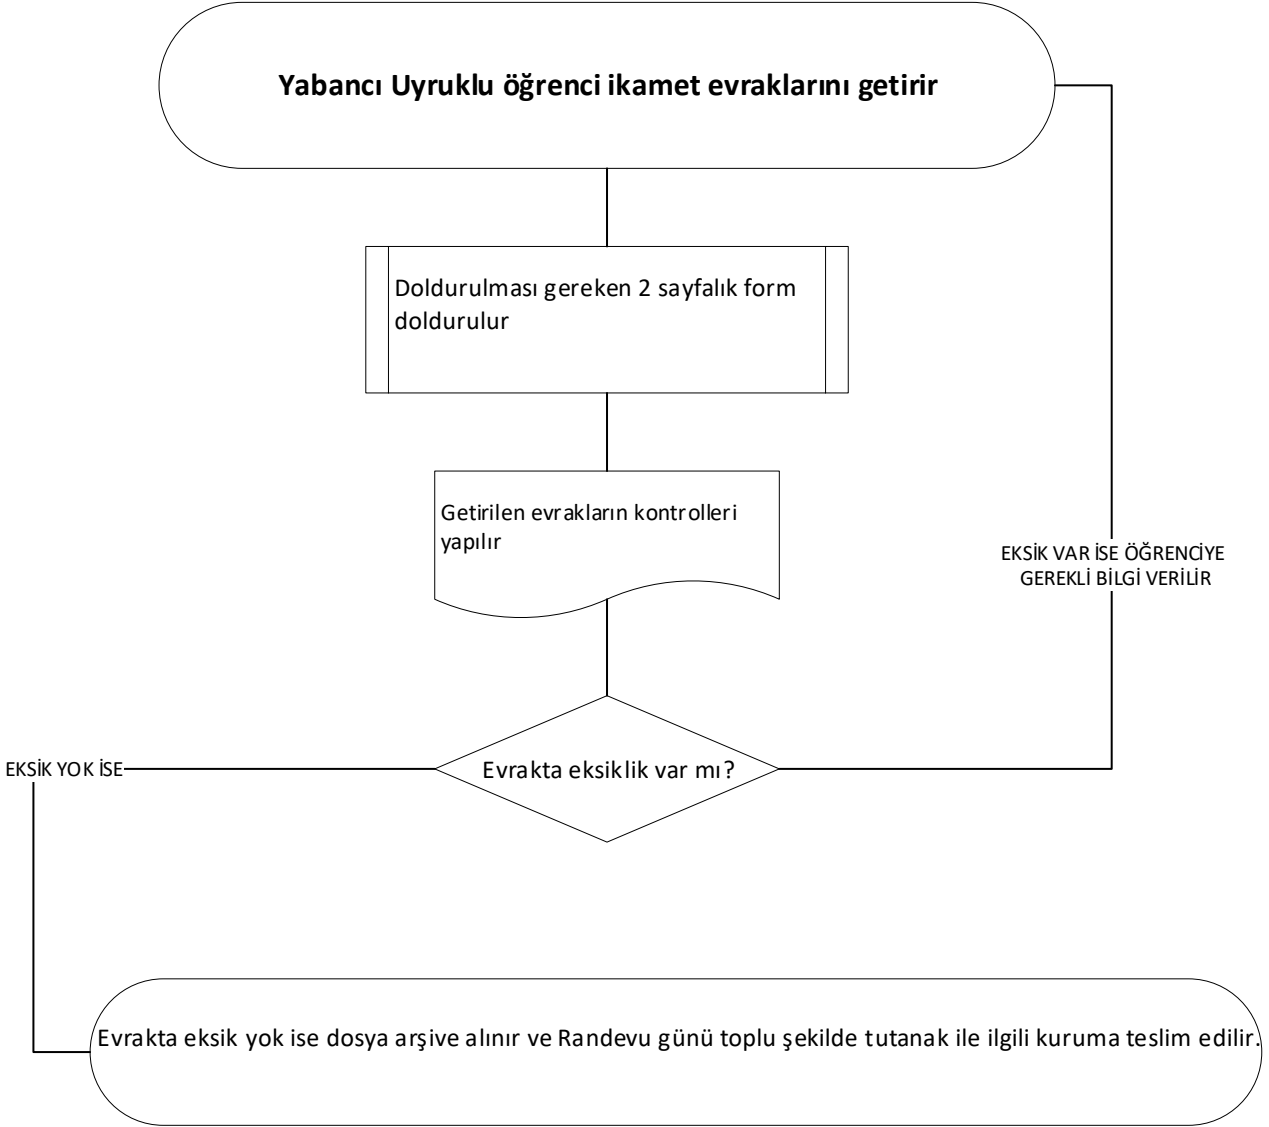 Yabancı Uyruklu öğrenci ikamet evraklarını getirir
Doldurulması gereken 2 sayfalık form
doldurulur
Getirilen evrakların kontrolleri
yapılır
EKSİK VAR İSE ÖĞRENCİYE
GEREKLİ BİLGİ VERİLİR
Evrakta eksiklik var mı?
EKSİK YOK İSE
Evrakta eksik yok ise dosya arşive alınır ve Randevu günü toplu şekilde tutanak ile ilgili kuruma teslim edilir.